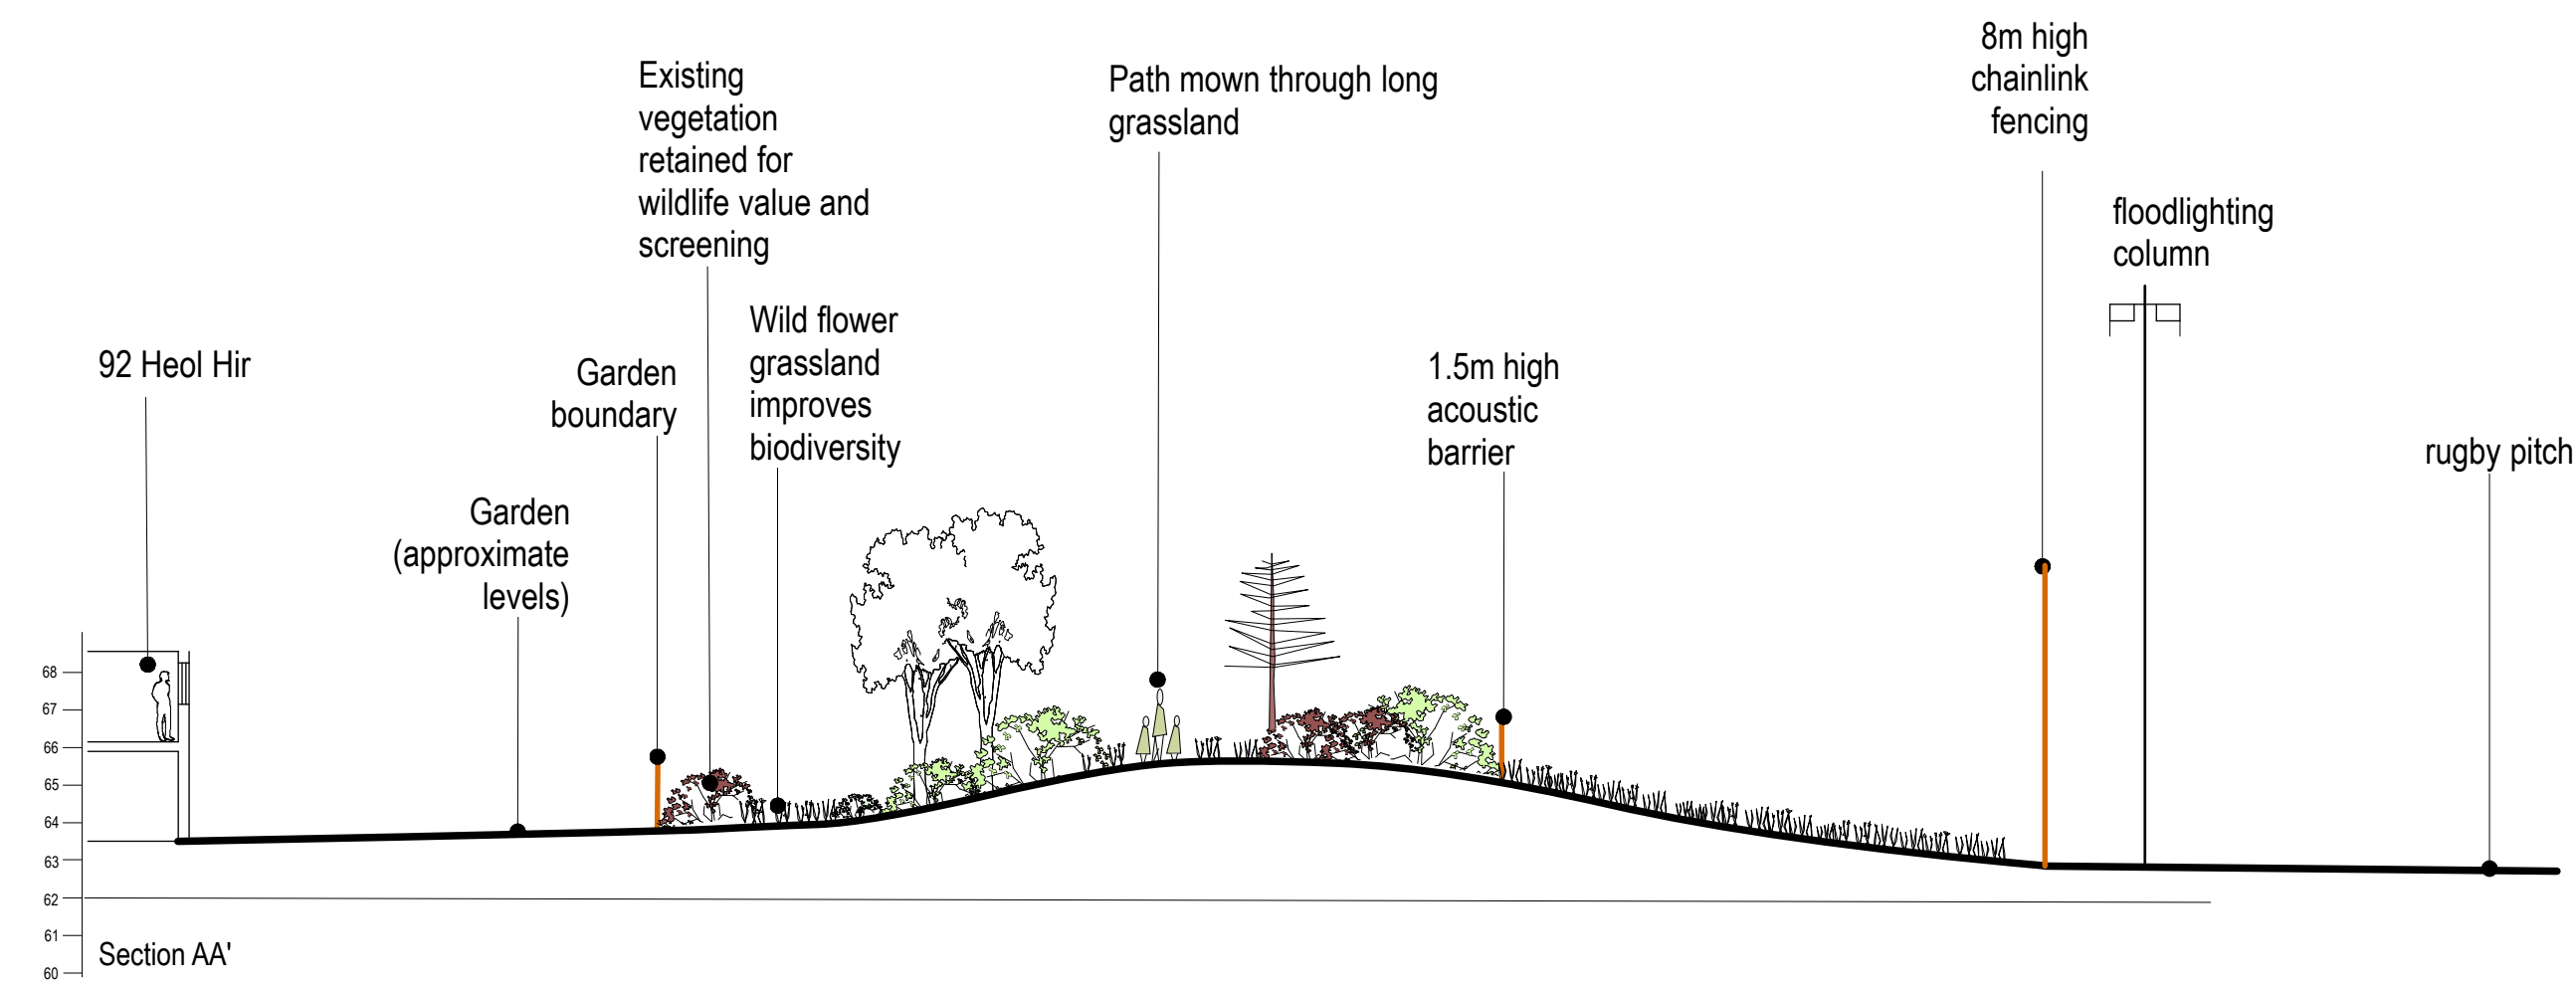 8m high
chainlink
fencing
Existing
vegetation
retained for
wildlife value and
screening
Path mown through long
grassland
floodlighting
column
Wild flower
grassland
improves
biodiversity
92 Heol Hir
Garden
boundary
1.5m high
acoustic
barrier
rugby pitch
Garden
(approximate
levels)
68
67
66
65
64
63
62
61
60
Section AA'